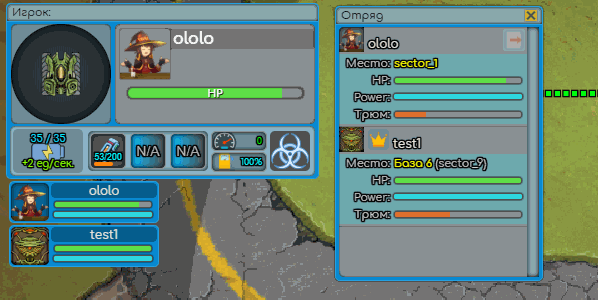 Игрок:
ololo
HP
35 / 35
+2 ед/сек.
53/200
N/A
N/A
0
100%
ololo
test1
Отряд
ololo
Место: sector_1
HP:
Power:
Трюм:
test1
Место: База 6 (sector_9)
HP:
Power:
Трюм: